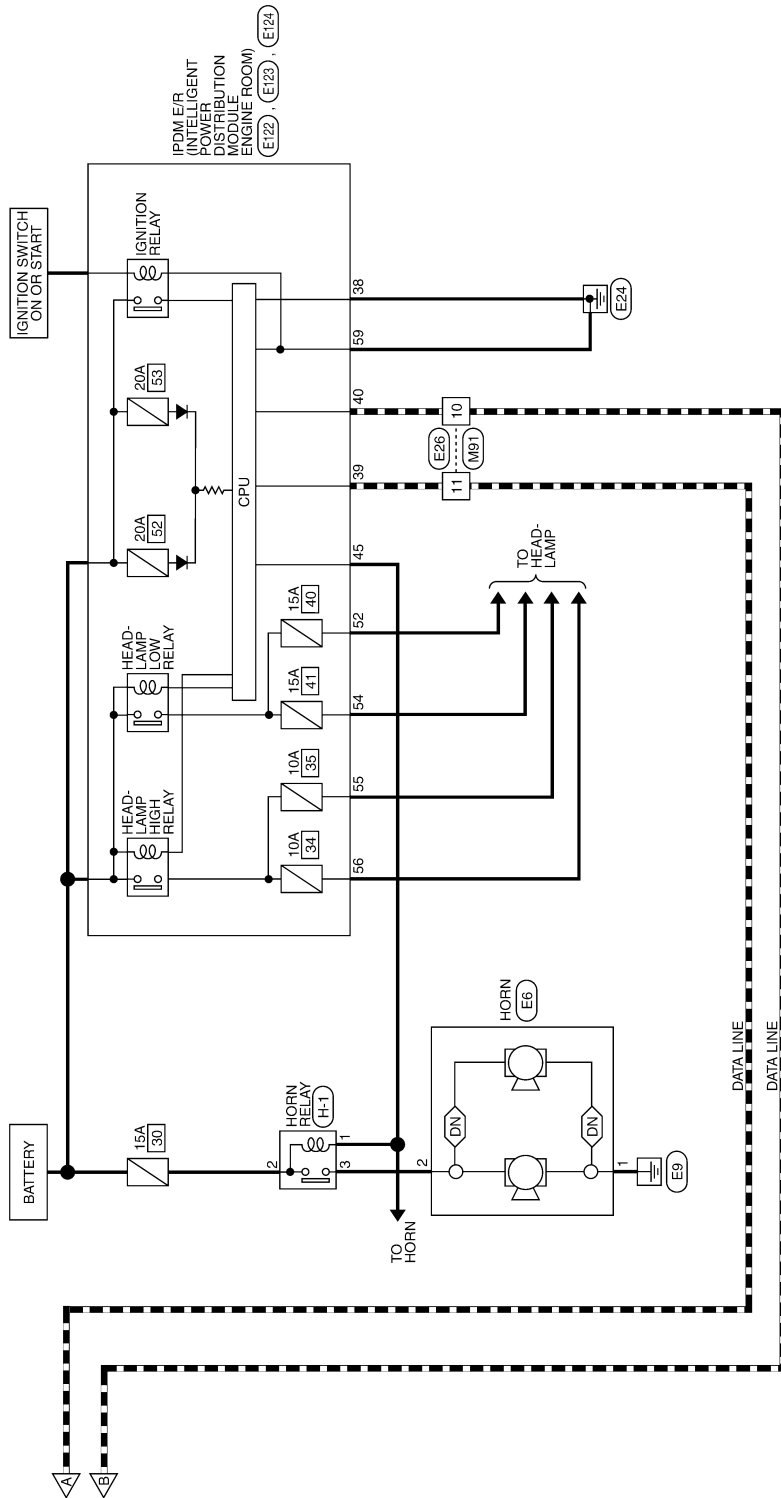 BATTERY
IGNITION SWITCH
ON OR START
IPDM E/R
(INTELLIGENT
POWER
DISTRIBUTION
MODULE
ENGINE ROOM)
E122 , E123 , E124
15A
30
HEAD-
LAMP
HIGH
RELAY
HEAD-
LAMP
LOW
RELAY
20A
52
20A
53
IGNITION
RELAY
CPU
10A
34
10A
35
15A
41
15A
40
56
55
54
52
45
39
40
59
38
HORN
RELAY
H-1
2
3
1
TO
HORN
HORN
E6
2
DN
DN
1
E9
TO
HEAD-
LAMP
11
E26
M91
10
E24
DATA LINE
DATA LINE
A
B